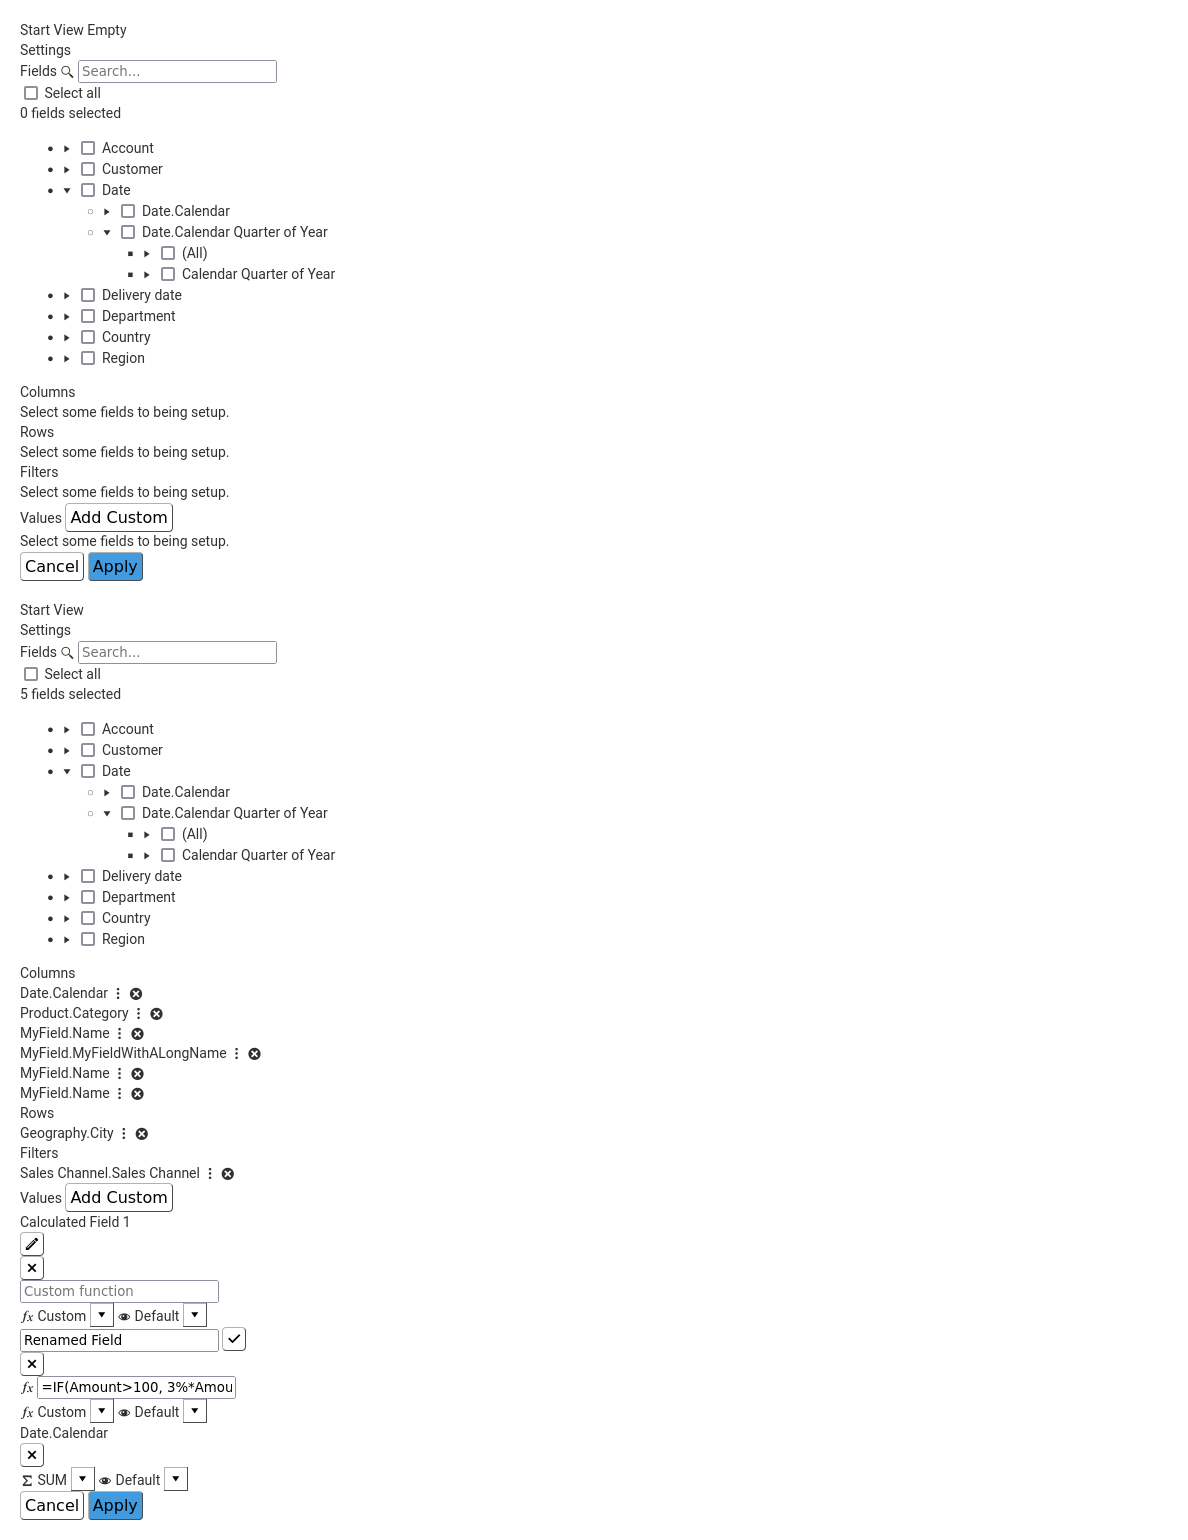 Start View Empty
Settings
Fields Search...
Select all
0 fields selected
Account
Customer
Date
Date.Calendar
Date.Calendar Quarter of Year
(All)
Calendar Quarter of Year
Delivery date
Department
Country
Region
Columns
Select some fields to being setup.
Rows
Select some fields to being setup.
Filters
Select some fields to being setup.
Values Add Custom
Select some fields to being setup.
Cancel Apply
Start View
Settings
Fields Search...
Select all
5 fields selected
Account
Customer
Date
Date.Calendar
Date.Calendar Quarter of Year
(All)
Calendar Quarter of Year
Delivery date
Department
Country
Region
Columns
Date.Calendar
Product.Category
MyField.Name
MyField.MyFieldWithALongName
MyField.Name
MyField.Name
Rows
Geography.City
Filters
Sales Channel.Sales Channel
Values Add Custom
Calculated Field 1
Custom function
fx Custom Default
Renamed Field
fx =IF(Amount>100, 3%*Amou
fx Custom Default
Date.Calendar
Σ SUM Default
Cancel Apply